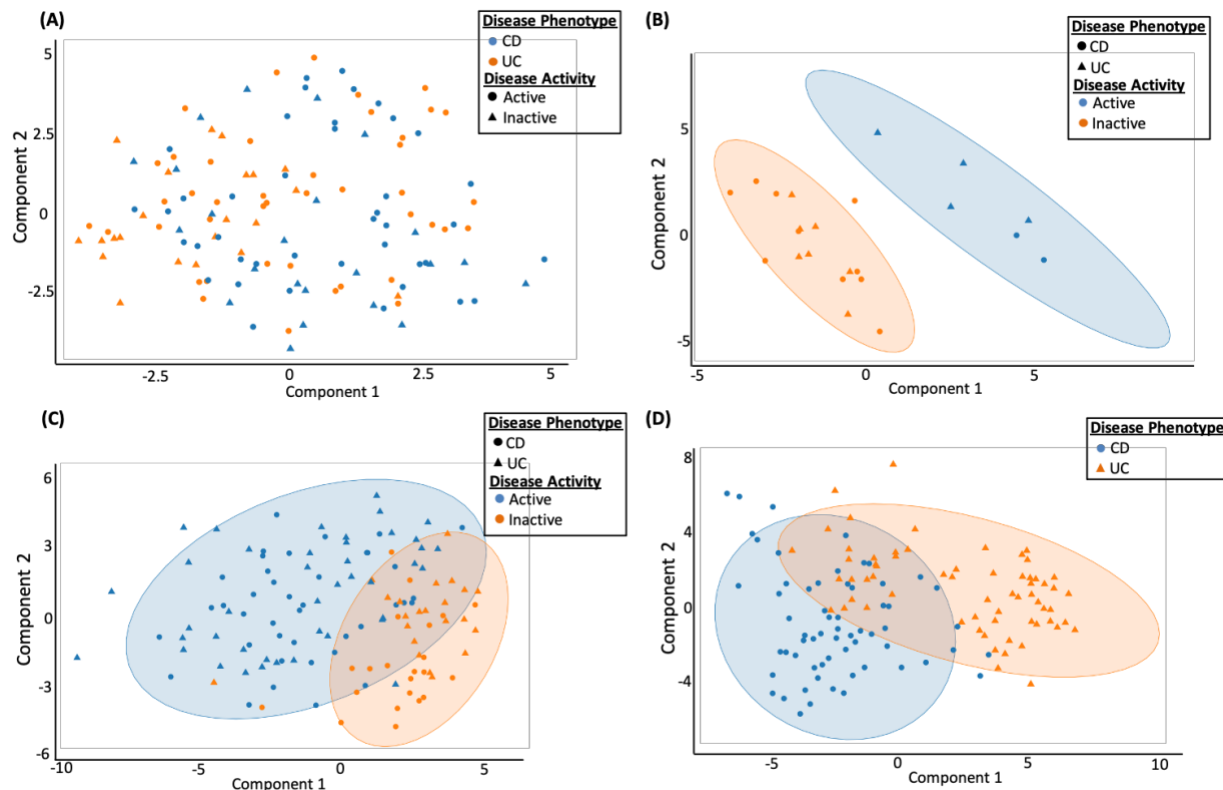 (A)
Disease Phenotype
CD
UC
Disease Activity
Active
Inactive
5
2.5
0
-2.5
Component 2
-2.5
0
2.5
5
Component 1
(B)
Disease Phenotype
CD
UC
Disease Activity
Active
Inactive
5
0
-5
Component 2
-5
0
5
Component 1
(C)
Disease Phenotype
CD
UC
Disease Activity
Active
Inactive
6
3
0
-3
-6
Component 2
-10
-5
0
5
Component 1
(D)
Disease Phenotype
CD
UC
8
4
0
-4
Component 2
-5
0
5
10
Component 1